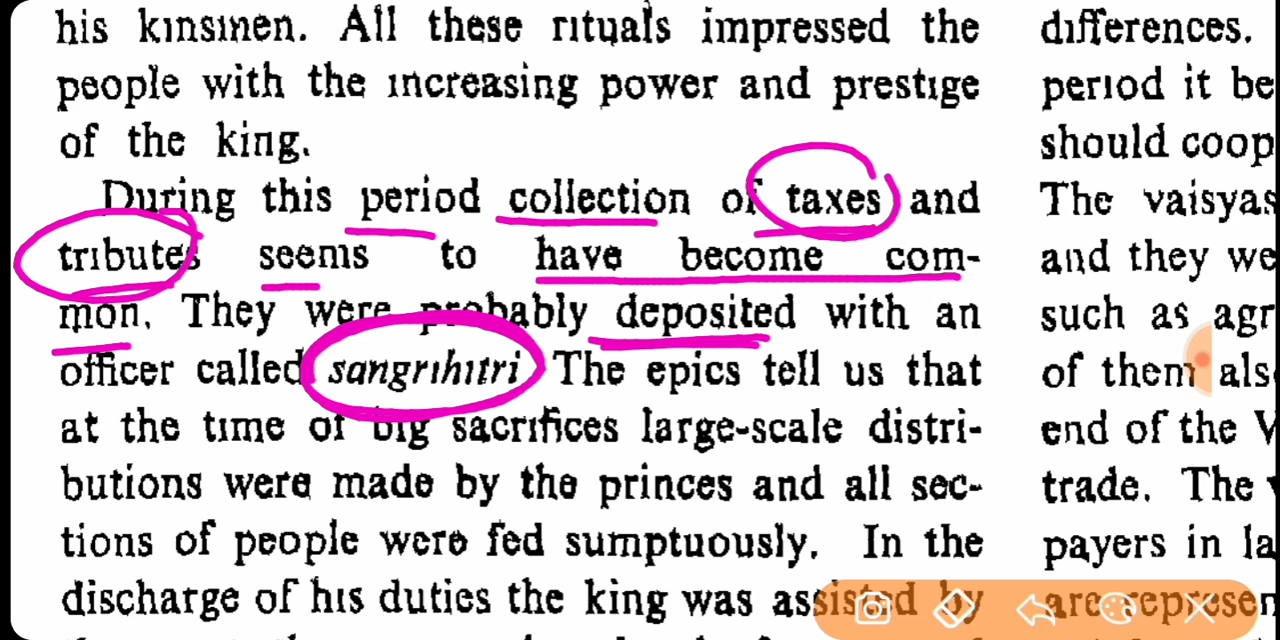 his kinsmen. All these rituals impressed the
people with the increasing power and prestige
of the king.
During this period collection of taxes and
tributes seems to have become com-
mon. They were probably deposited with an
officer called sangrihitri The epics tell us that
at the time of big sacrifices large-scale distri-
butions were made by the princes and all sec-
tions of people were fed sumptuously. In the
discharge of his duties the king was assisted by
differences.
period it be
should coop
The vaisyas
and they we
such as agr
of them als
end of the V
trade. The
payers in la
are represen